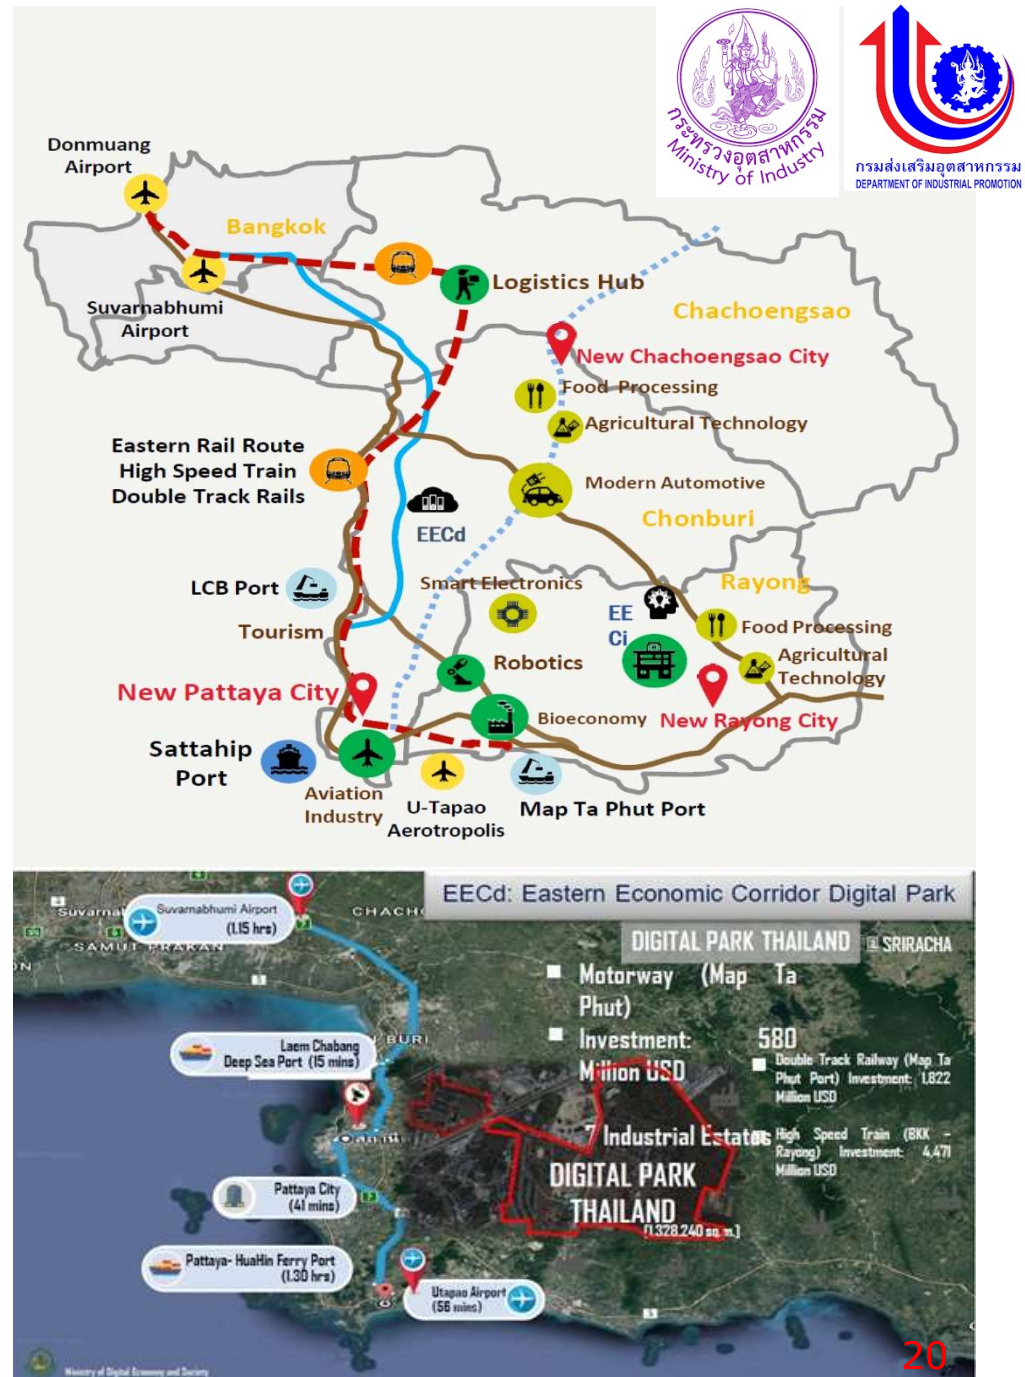 กระทรวงอุตสาหกรรม
Ministry of Industry
กรมส่งเสริมอุตสาหกรรม
DEPARTMENT OF INDUSTRIAL PROMOTION
Donmuang
Airport
Bangkok
Suvarnabhumi
Airport
Logistics Hub
Chachoengsao
New Chachoengsao City
Food Processing
Agricultural Technology
Eastern Rail Route
High Speed Train
Double Track Rails
Modern Automotive
Chonburi
EECd
LCB Port
Smart Electronics
Rayong
EE
Ci
Tourism
Food Processing
Robotics
Agricultural
Technology
New Pattaya City
Bioeconomy
New Rayong City
Sattahip
Port
Aviation
Industry
U-Tapao
Aerotropolis
Map Ta Phut Port
EECd: Eastern Economic Corridor Digital Park
Suvarnabhumi Airport
(1.15 hrs)
SAMUT PRAKAN
DIGITAL PARK THAILAND
SRIRACHA
Motorway (Map Ta
Phut)
Investment: 580
Million USD
Double Track Railway (Map Ta
Phut Port) Investment: 1,822
Million USD
Laem Chabang
Deep Sea Port (15 mins)
BURI
7 Industrial Estates
High Speed Train (BKK –
Rayong) Investment: 4,471
Million USD
DIGITAL PARK
THAILAND
(1,328,240 sq.m.)
Pattaya City
(41 mins)
Pattaya- HuaHin Ferry Port
(1.30 hrs)
Utapao Airport
(56 mins)
Ministry of Digital Economy and Society
20